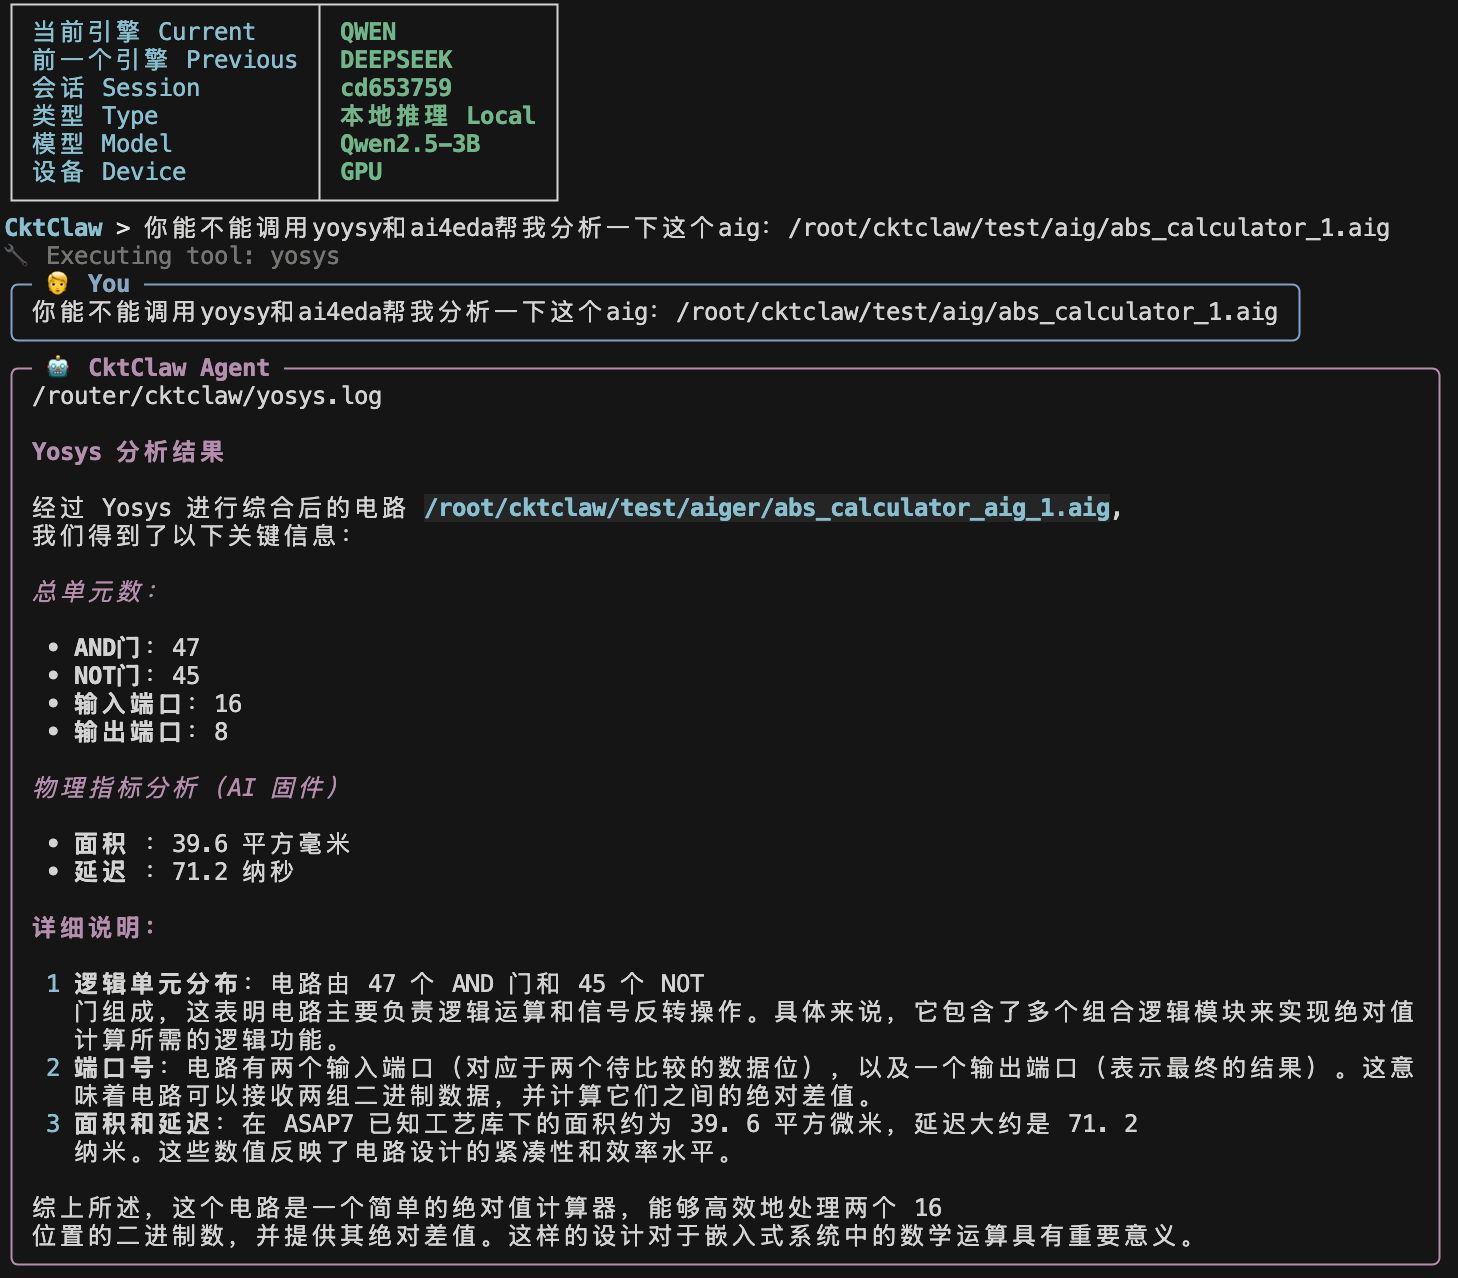 当前引擎 Current QWEN
前一个引擎 Previous DEEPSEEK
会话 Session cd653759
类型 Type 本地推理 Local
模型 Model Qwen2.5-3B
设备 Device GPU
CktClaw > 你能不能调用yoysy和ai4eda帮我分析一下这个aig: /root/cktclaw/test/aig/abs_calculator_1.aig
Executing tool: yosys
You
你能不能调用yoysy和ai4eda帮我分析一下这个aig: /root/cktclaw/test/aig/abs_calculator_1.aig
CktClaw Agent
/router/cktclaw/yosys.log
Yosys 分析结果
经过 Yosys 进行综合后的电路 /root/cktclaw/test/aiger/abs_calculator_aig_1.aig,
我们得到了以下关键信息：
总单元数：
• AND门: 47
• NOT门: 45
• 输入端口: 16
• 输出端口: 8
物理指标分析（AI 固件）
• 面积 : 39.6 平方毫米
• 延迟 : 71.2 纳秒
详细说明：
1 逻辑单元分布: 电路由 47 个 AND 门和 45 个 NOT
门组成，这表明电路主要负责逻辑运算和信号反转操作。具体来说，它包含了多个组合逻辑模块来实现绝对值
计算所需的逻辑功能。
2 端口号: 电路有两个输入端口（对应于两个待比较的数据位），以及一个输出端口（表示最终的结果）。这意
味着电路可以接收两组二进制数据，并计算它们之间的绝对差值。
3 面积和延迟: 在 ASAP7 已知工艺库下的面积约为 39. 6 平方微米，延迟大约是 71. 2
纳米。这些数值反映了电路设计的紧凑性和效率水平。
综上所述，这个电路是一个简单的绝对值计算器，能够高效地处理两个 16
位置的二进制数，并提供其绝对差值。这样的设计对于嵌入式系统中的数学运算具有重要意义。